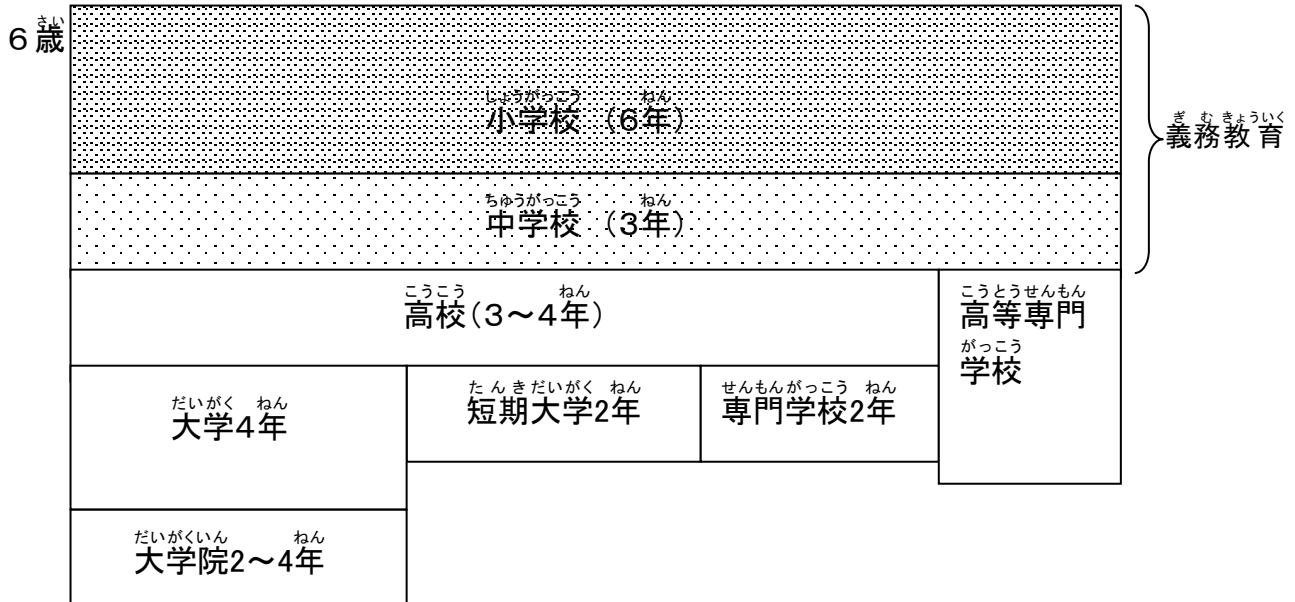 さい
6歳
しょうがっこう ねん
小学校 （6年）
ぎ む きょういく
義務教育
ちゅうがっこう ねん
中学校 （3年）
こうこう ねん
高校（3～4年）
こうとうせんもん
高等専門
がっこう
学校
だいがく ねん
大学4年
たんきだいがく ねん
短期大学2年
せんもんがっこう ねん
専門学校2年
だいがくいん ねん
大学院2～4年